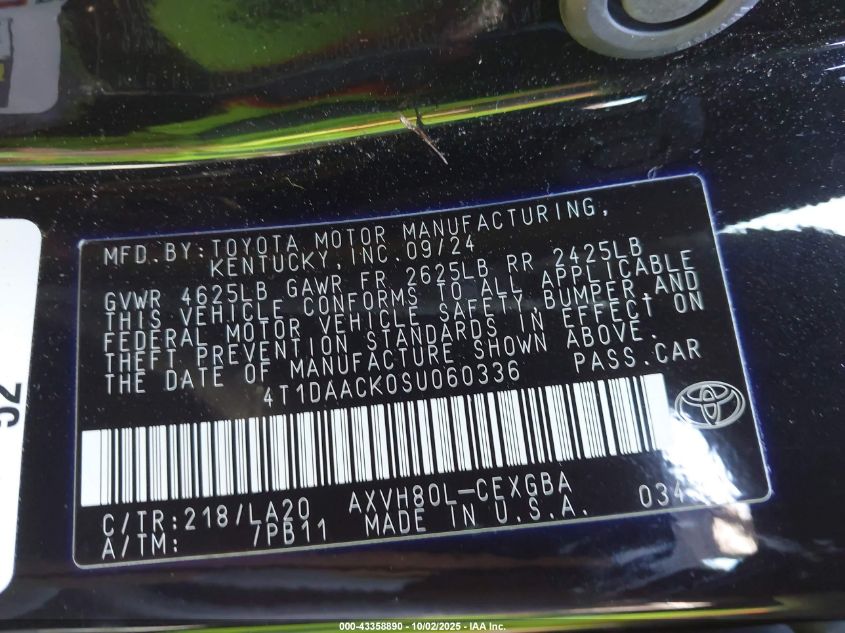 MFD.BY:TOYOTA MOTOR MANUFACTURING,
KENTUCKY, INC.09/24
GVWR 4625LB GAWR FR 2625LB RR 2425LB
THIS VEHICLE CONFORMS TO ALL APPLICABLE
FEDERAL MOTOR VEHICLE SAFETY,BUMPER AND
THEFT PREVENTION STANDARDS IN EFFECT ON
THE DATE OF MANUFACTURE SHOWN ABOVE.
4T1DAACK0SU060336 PASS.CAR
C/TR:218/LA20 AXVH80L-CEXGBA
A/TM: 7PB11 MADE IN U.S.A.
000-43358890 - 10/02/2025 - IAA Inc.